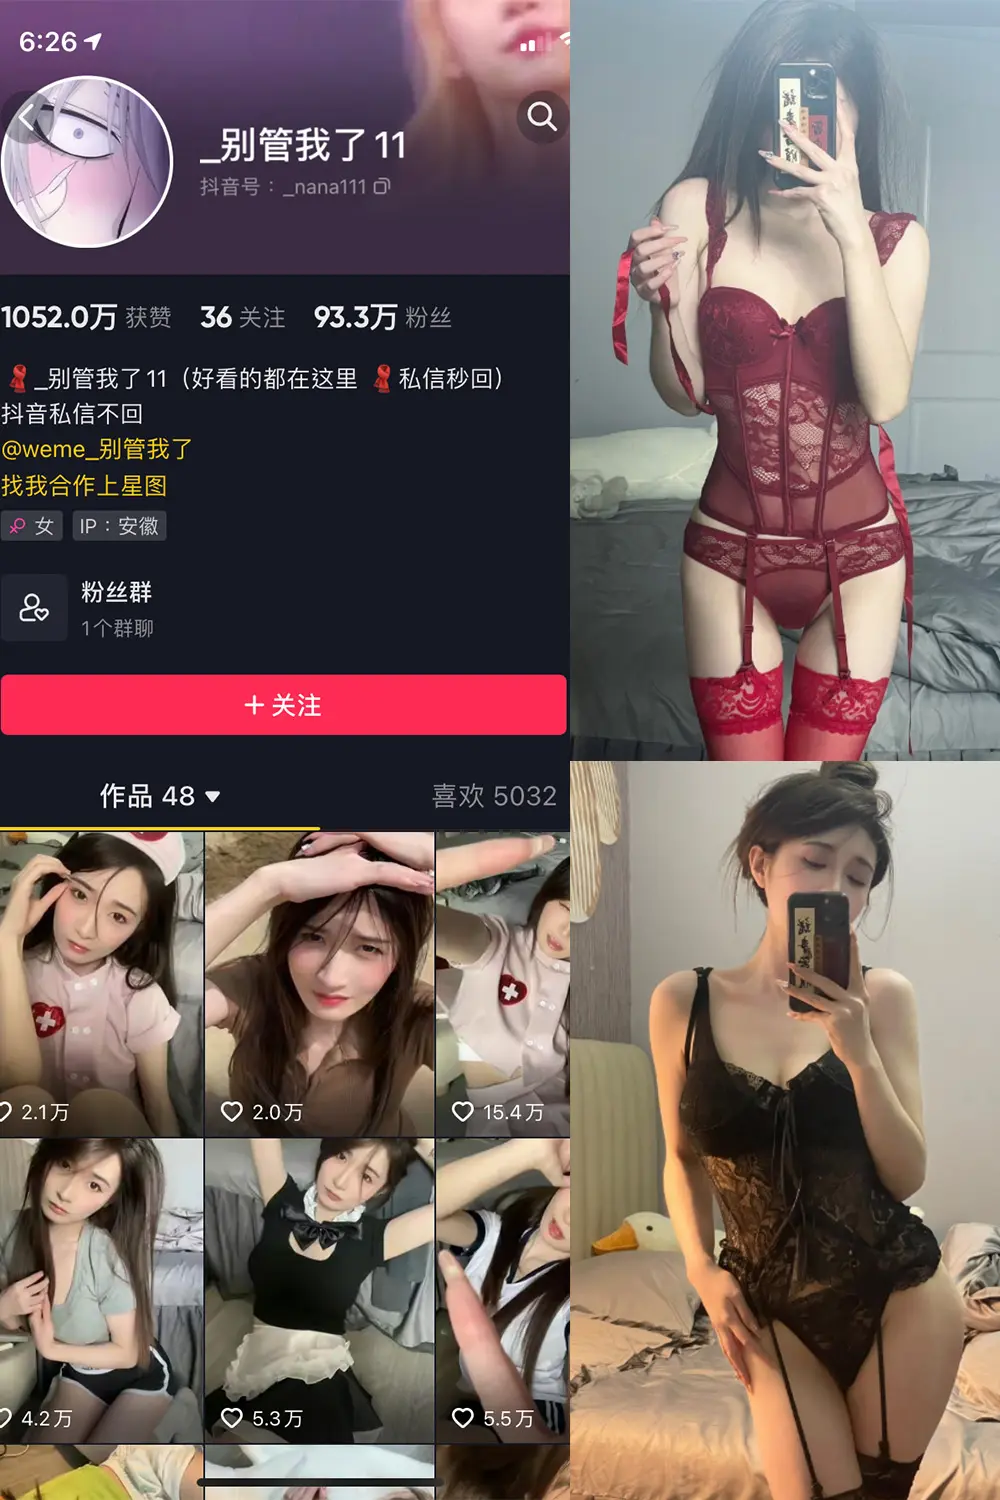 6:26
_别管我了 11
抖音号：_nana111
1052.0万 获赞 36 关注 93.3万 粉丝
_别管我了 11（好看的都在这里 私信秒回）
抖音私信不回
@weme_别管我了
找我合作上星图
女 IP：安徽
粉丝群
1个群聊
+ 关注
作品 48 喜欢 5032
2.1万 2.0万 15.4万
4.2万 5.3万 5.5万